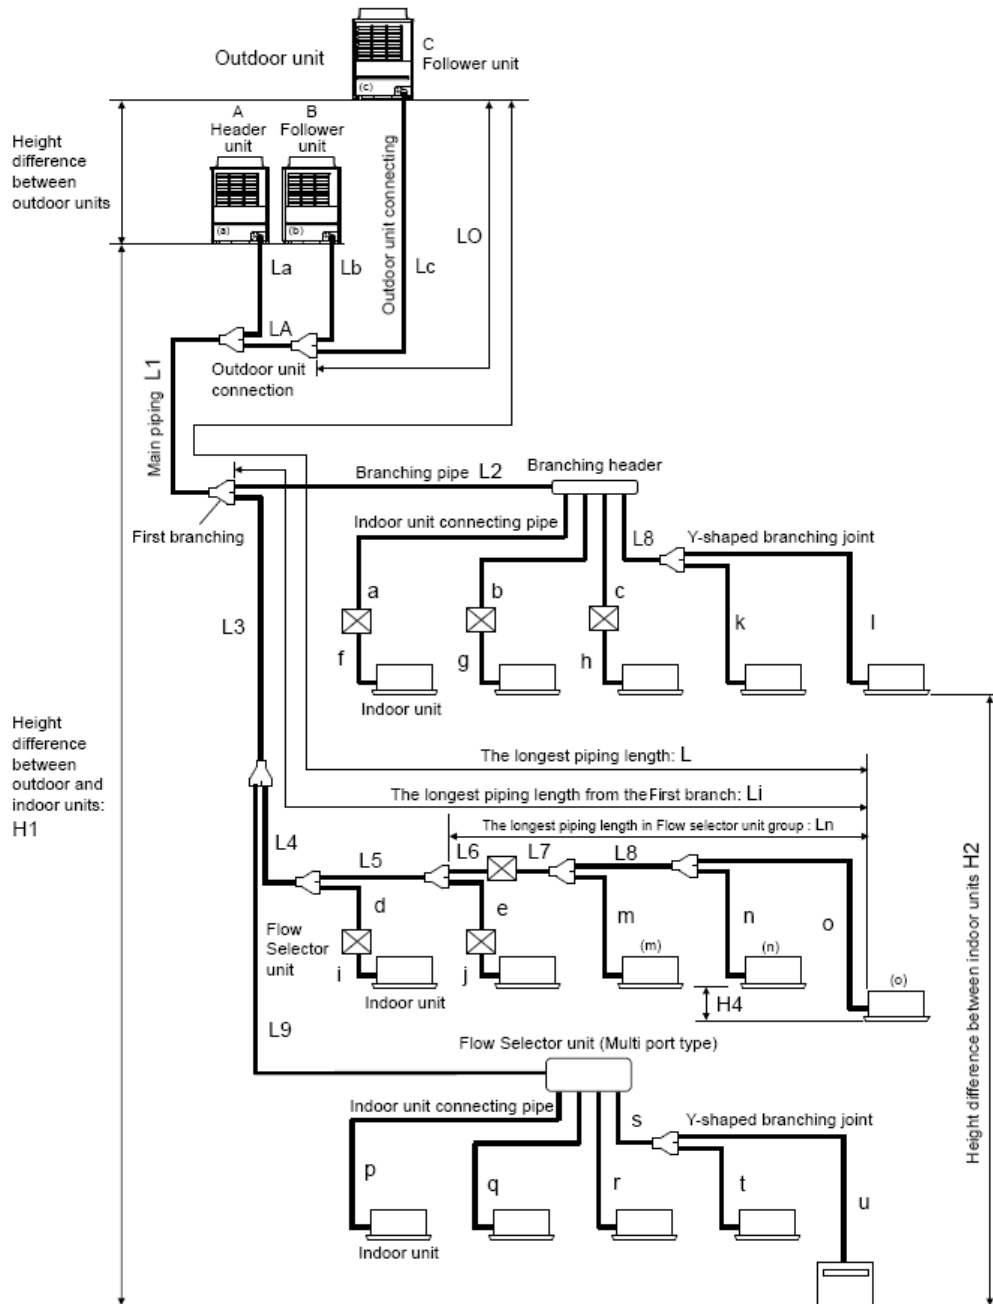 Outdoor unit
C
Follower unit
(c)
Height
difference
between
outdoor units
A
Header
unit
B
Follower
unit
(a)
(b)
Outdoor unit connecting
LO
La
Lb
Lc
LA
Outdoor unit
connection
Main piping L1
Branching pipe L2
Branching header
First branching
Indoor unit connecting pipe
L8
Y-shaped branching joint
a
b
c
k
l
L3
f
g
h
Indoor unit
Height
difference
between
outdoor and
indoor units:
H1
The longest piping length: L
The longest piping length from the First branch: Li
The longest piping length in Flow selector unit group : Ln
L4
L5
L6
L7
L8
d
e
m
n
o
Flow
Selector
unit
(m)
(n)
(o)
i
j
Indoor unit
H4
L9
Height difference between indoor units H2
Flow Selector unit (Multi port type)
Indoor unit connecting pipe
s
Y-shaped branching joint
p
q
r
t
u
Indoor unit